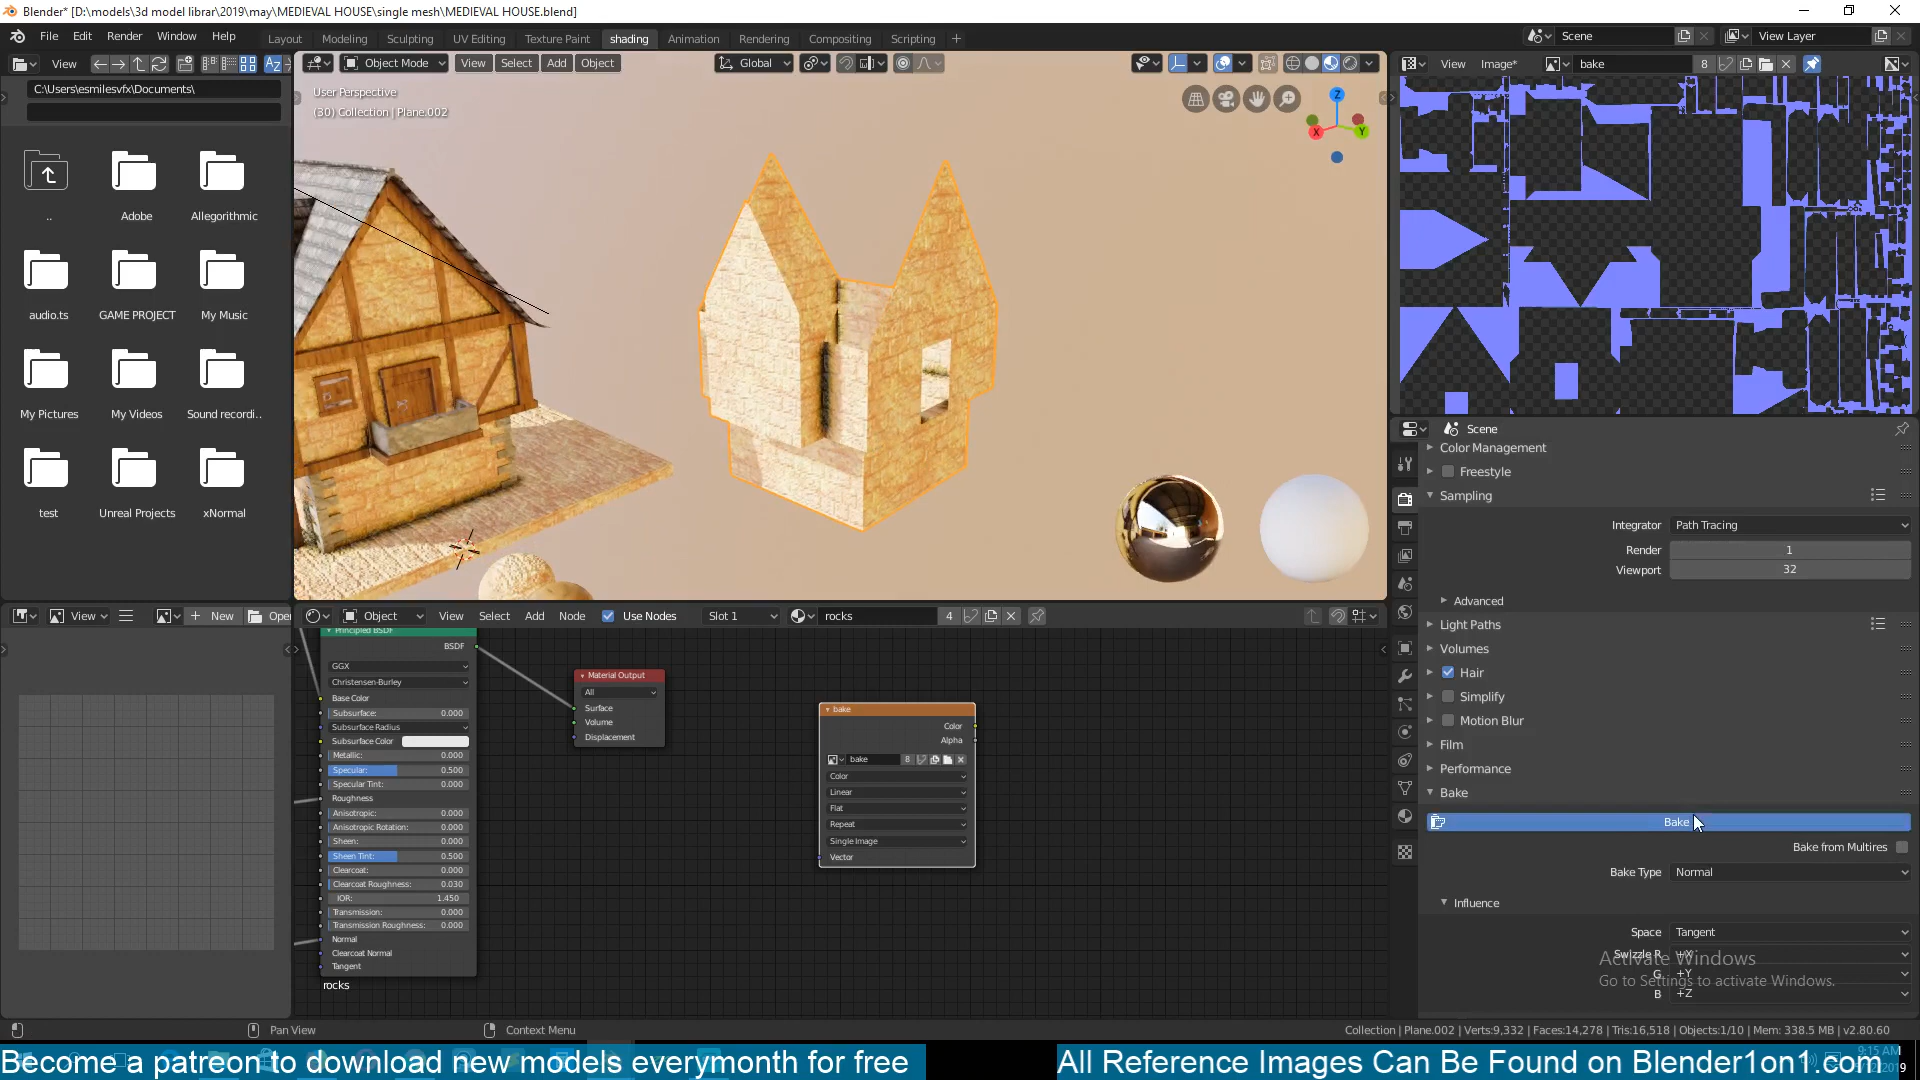 Blender* [D:\models\3d model librar\2019\may\MEDIEVAL HOUSE\single mesh\MEDIEVAL HOUSE.blend]
File Edit Render Window Help Layout Modeling Sculpting UV Editing Texture Paint shading Animation Rendering Compositing Scripting + Scene View Layer
View Object Mode View Select Add Object Global View Image* bake 8
C:\Users\esmilesvfx\Documents\
User Perspective
(30) Collection | Plane.002
Z
X Y
.. Adobe Allegorithmic
audio.ts GAME PROJECT My Music
My Pictures My Videos Sound recordi..
test Unreal Projects xNormal
Scene
Color Management
Freestyle
Sampling
Integrator Path Tracing
Render 1
Viewport 32
Advanced
Light Paths
Volumes
Hair
Simplify
Motion Blur
Film
Performance
Bake
Bake
Bake from Multires
Bake Type Normal
Influence
Space Tangent
Swizzle R +X
G +Y
B +Z
Activate Windows
Go to Settings to activate Windows.
View + New Open Object View Select Add Node Use Nodes Slot 1 rocks 4
Principled BSDF
BSDF
GGX
Christensen-Burley
Base Color
Subsurface: 0.000
Subsurface Radius
Subsurface Color
Metallic: 0.000
Specular: 0.500
Specular Tint: 0.000
Roughness
Anisotropic: 0.000
Anisotropic Rotation: 0.000
Sheen: 0.000
Sheen Tint: 0.500
Clearcoat: 0.000
Clearcoat Roughness: 0.030
IOR: 1.450
Transmission: 0.000
Transmission Roughness: 0.000
Normal
Clearcoat Normal
Tangent
rocks
Material Output
All
Surface
Volume
Displacement
bake
Color
Alpha
bake 8
Color
Linear
Flat
Repeat
Single Image
Vector
Pan View Context Menu
Collection | Plane.002 | Verts:9,332 | Faces:14,278 | Tris:16,518 | Objects:1/10 | Mem: 338.5 MB | v2.80.60
Become a patreon to download new models everymonth for free
All Reference Images Can Be Found on Blender1on1.com
9:15 AM